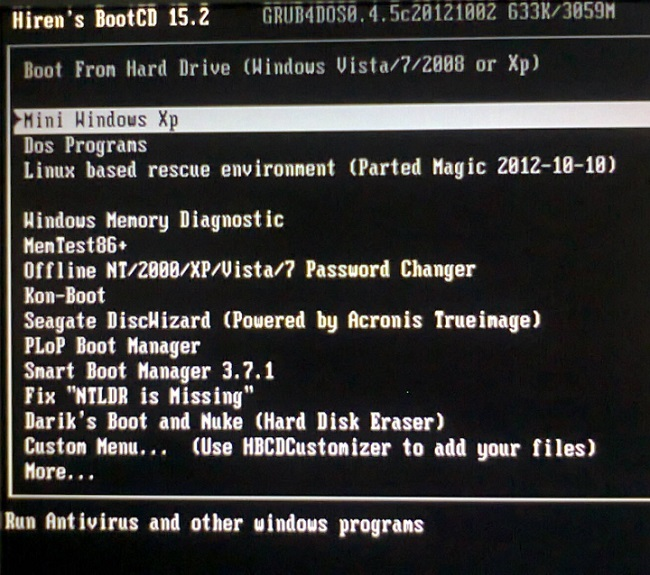 Hiren's BootCD 15.2 GRUB4DOS0.4.5c20121002 633K/3059M
Boot From Hard Drive (Windows Vista/7/2008 or Xp)
Mini Windows Xp
Dos Programs
Linux based rescue environment (Parted Magic 2012-10-10)
Windows Memory Diagnostic
MemTest86+
Offline NT/2000/XP/Vista/7 Password Changer
Kon-Boot
Seagate DiscWizard (Powered by Acronis Trueimage)
PLoP Boot Manager
Smart Boot Manager 3.7.1
Fix "NTLDR is Missing"
Darik's Boot and Nuke (Hard Disk Eraser)
Custom Menu... (Use HBCDCustomizer to add your files)
More...
Run Antivirus and other windows programs